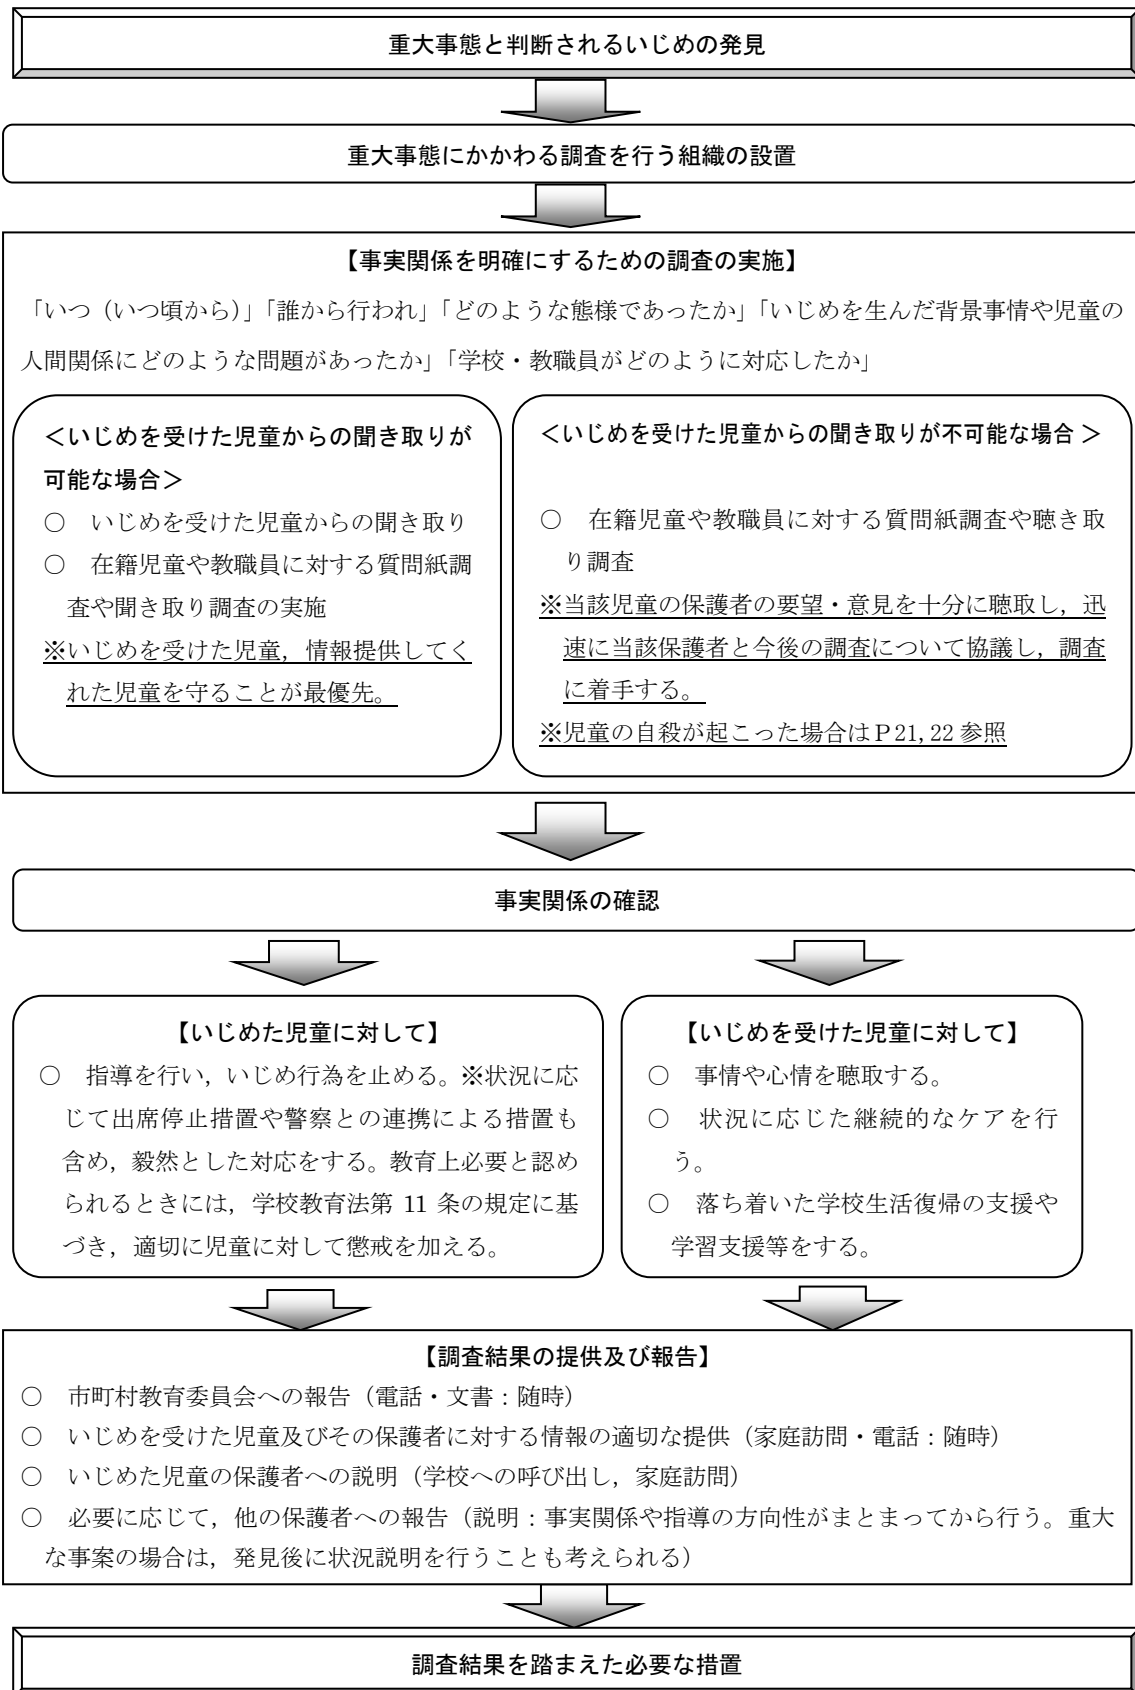 重大事態と判断されるいじめの発見
重大事態にかかわる調査を行う組織の設置
【事実関係を明確にするための調査の実施】
「いつ（いつ頃から）」「誰から行われ」「どのような態様であったか」「いじめを生んだ背景事情や児童の
人間関係にどのような問題があったか」「学校・教職員がどのように対応したか」
＜いじめを受けた児童からの聞き取りが
可能な場合＞
○　いじめを受けた児童からの聞き取り
○　在籍児童や教職員に対する質問紙調
査や聞き取り調査の実施
※いじめを受けた児童，情報提供してく
れた児童を守ることが最優先。
＜いじめを受けた児童からの聞き取りが不可能な場合＞
○　在籍児童や教職員に対する質問紙調査や聴き取
り調査
※当該児童の保護者の要望・意見を十分に聴取し，迅
速に当該保護者と今後の調査について協議し，調査
に着手する。
※児童の自殺が起こった場合はＰ21, 22 参照
事実関係の確認
【いじめた児童に対して】
○　指導を行い，いじめ行為を止める。※状況に応
じて出席停止措置や警察との連携による措置も
含め，毅然とした対応をする。教育上必要と認め
られるときには，学校教育法第 11 条の規定に基
づき，適切に児童に対して懲戒を加える。
【いじめを受けた児童に対して】
○　事情や心情を聴取する。
○　状況に応じた継続的なケアを行
う。
○　落ち着いた学校生活復帰の支援や
学習支援等をする。
【調査結果の提供及び報告】
○　市町村教育委員会への報告（電話・文書：随時）
○　いじめを受けた児童及びその保護者に対する情報の適切な提供（家庭訪問・電話：随時）
○　いじめた児童の保護者への説明（学校への呼び出し，家庭訪問）
○　必要に応じて，他の保護者への報告（説明：事実関係や指導の方向性がまとまってから行う。重大
な事案の場合は，発見後に状況説明を行うことも考えられる）
調査結果を踏まえた必要な措置